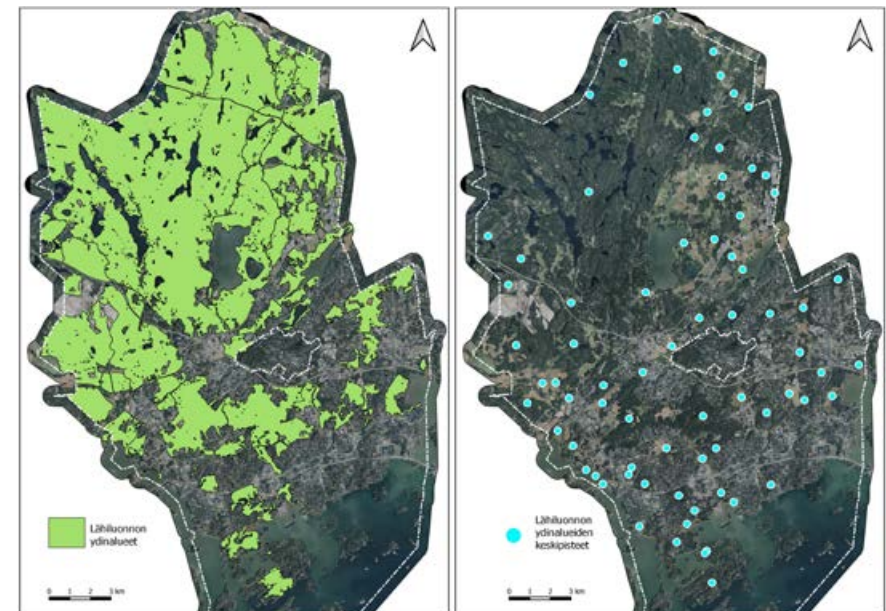 Lähiluonnon
ydinalueet
0 1 2 3 km
Lähiluonnon
ydinalueiden
keskipisteet
0 1 2 3 km